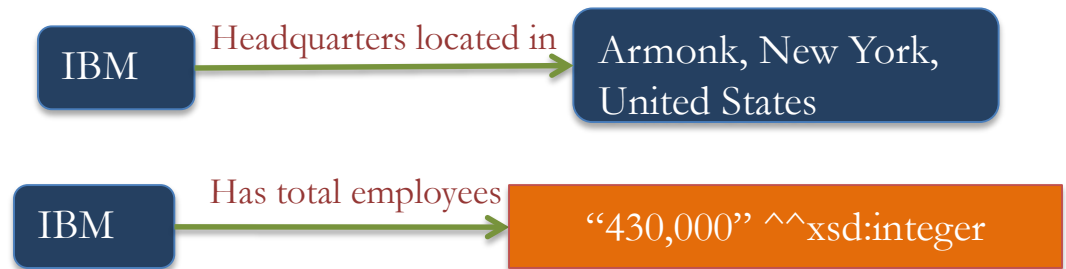 IBM
Headquarters located in
Armonk, New York,
United States
IBM
Has total employees
“430,000” ^^xsd:integer